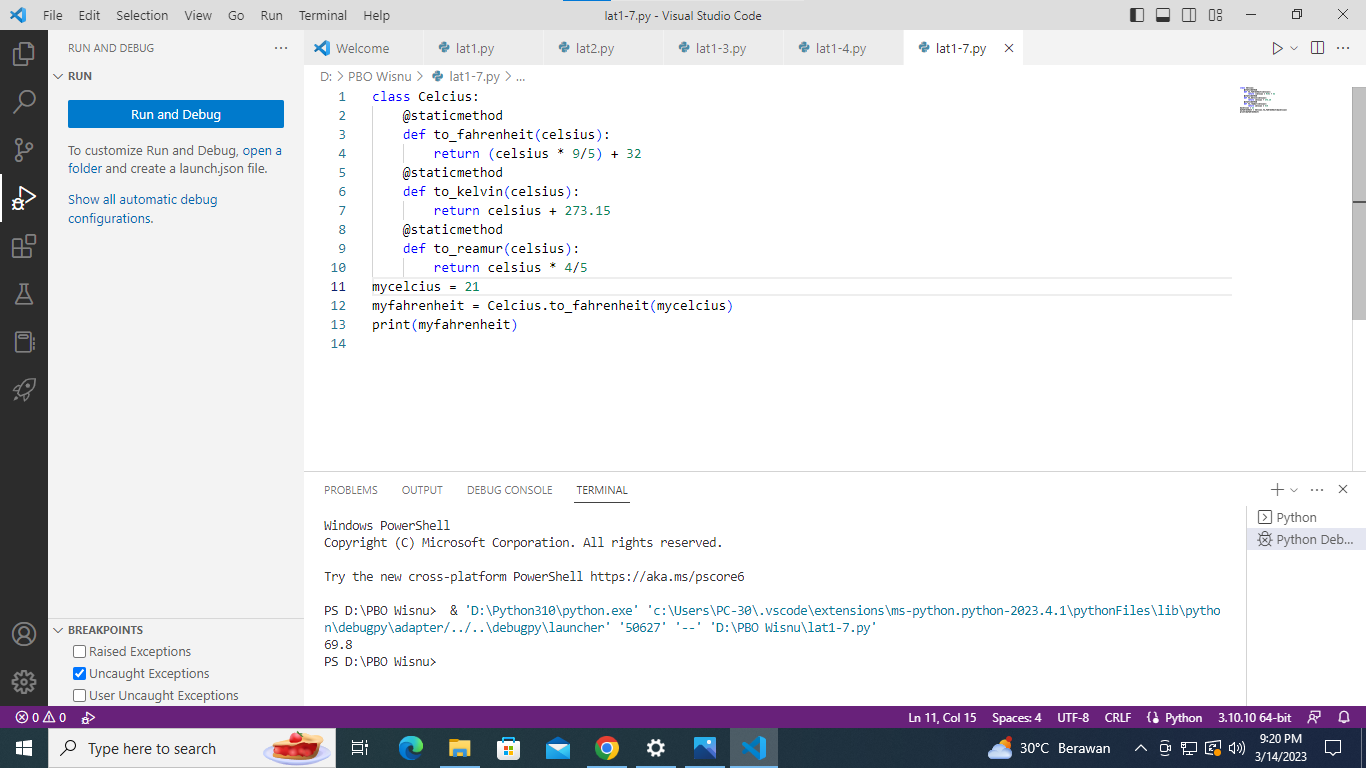 File Edit Selection View Go Run Terminal Help
lat1-7.py - Visual Studio Code
RUN AND DEBUG
RUN
Run and Debug
To customize Run and Debug, open a
folder and create a launch.json file.
Show all automatic debug
configurations.
BREAKPOINTS
Raised Exceptions
Uncaught Exceptions
User Uncaught Exceptions
Welcome lat1.py lat2.py lat1-3.py lat1-4.py lat1-7.py
D: > PBO Wisnu > lat1-7.py > ...
1 class Celcius:
2 @staticmethod
3 def to_fahrenheit(celsius):
4 return (celsius * 9/5) + 32
5 @staticmethod
6 def to_kelvin(celsius):
7 return celsius + 273.15
8 @staticmethod
9 def to_reamur(celsius):
10 return celsius * 4/5
11 mycelcius = 21
12 myfahrenheit = Celcius.to_fahrenheit(mycelcius)
13 print(myfahrenheit)
14
PROBLEMS OUTPUT DEBUG CONSOLE TERMINAL
Windows PowerShell
Copyright (C) Microsoft Corporation. All rights reserved.
Try the new cross-platform PowerShell https://aka.ms/pscore6
PS D:\PBO Wisnu>  & 'D:\Python310\python.exe' 'c:\Users\PC-30\.vscode\extensions\ms-python.python-2023.4.1\pythonFiles\lib\pytho
n\debugpy\adapter/../..\debugpy\launcher' '50627' '--' 'D:\PBO Wisnu\lat1-7.py'
69.8
PS D:\PBO Wisnu>
Python
Python Deb...
0 0
Ln 11, Col 15 Spaces: 4 UTF-8 CRLF Python 3.10.10 64-bit
Type here to search
30°C Berawan
9:20 PM
3/14/2023